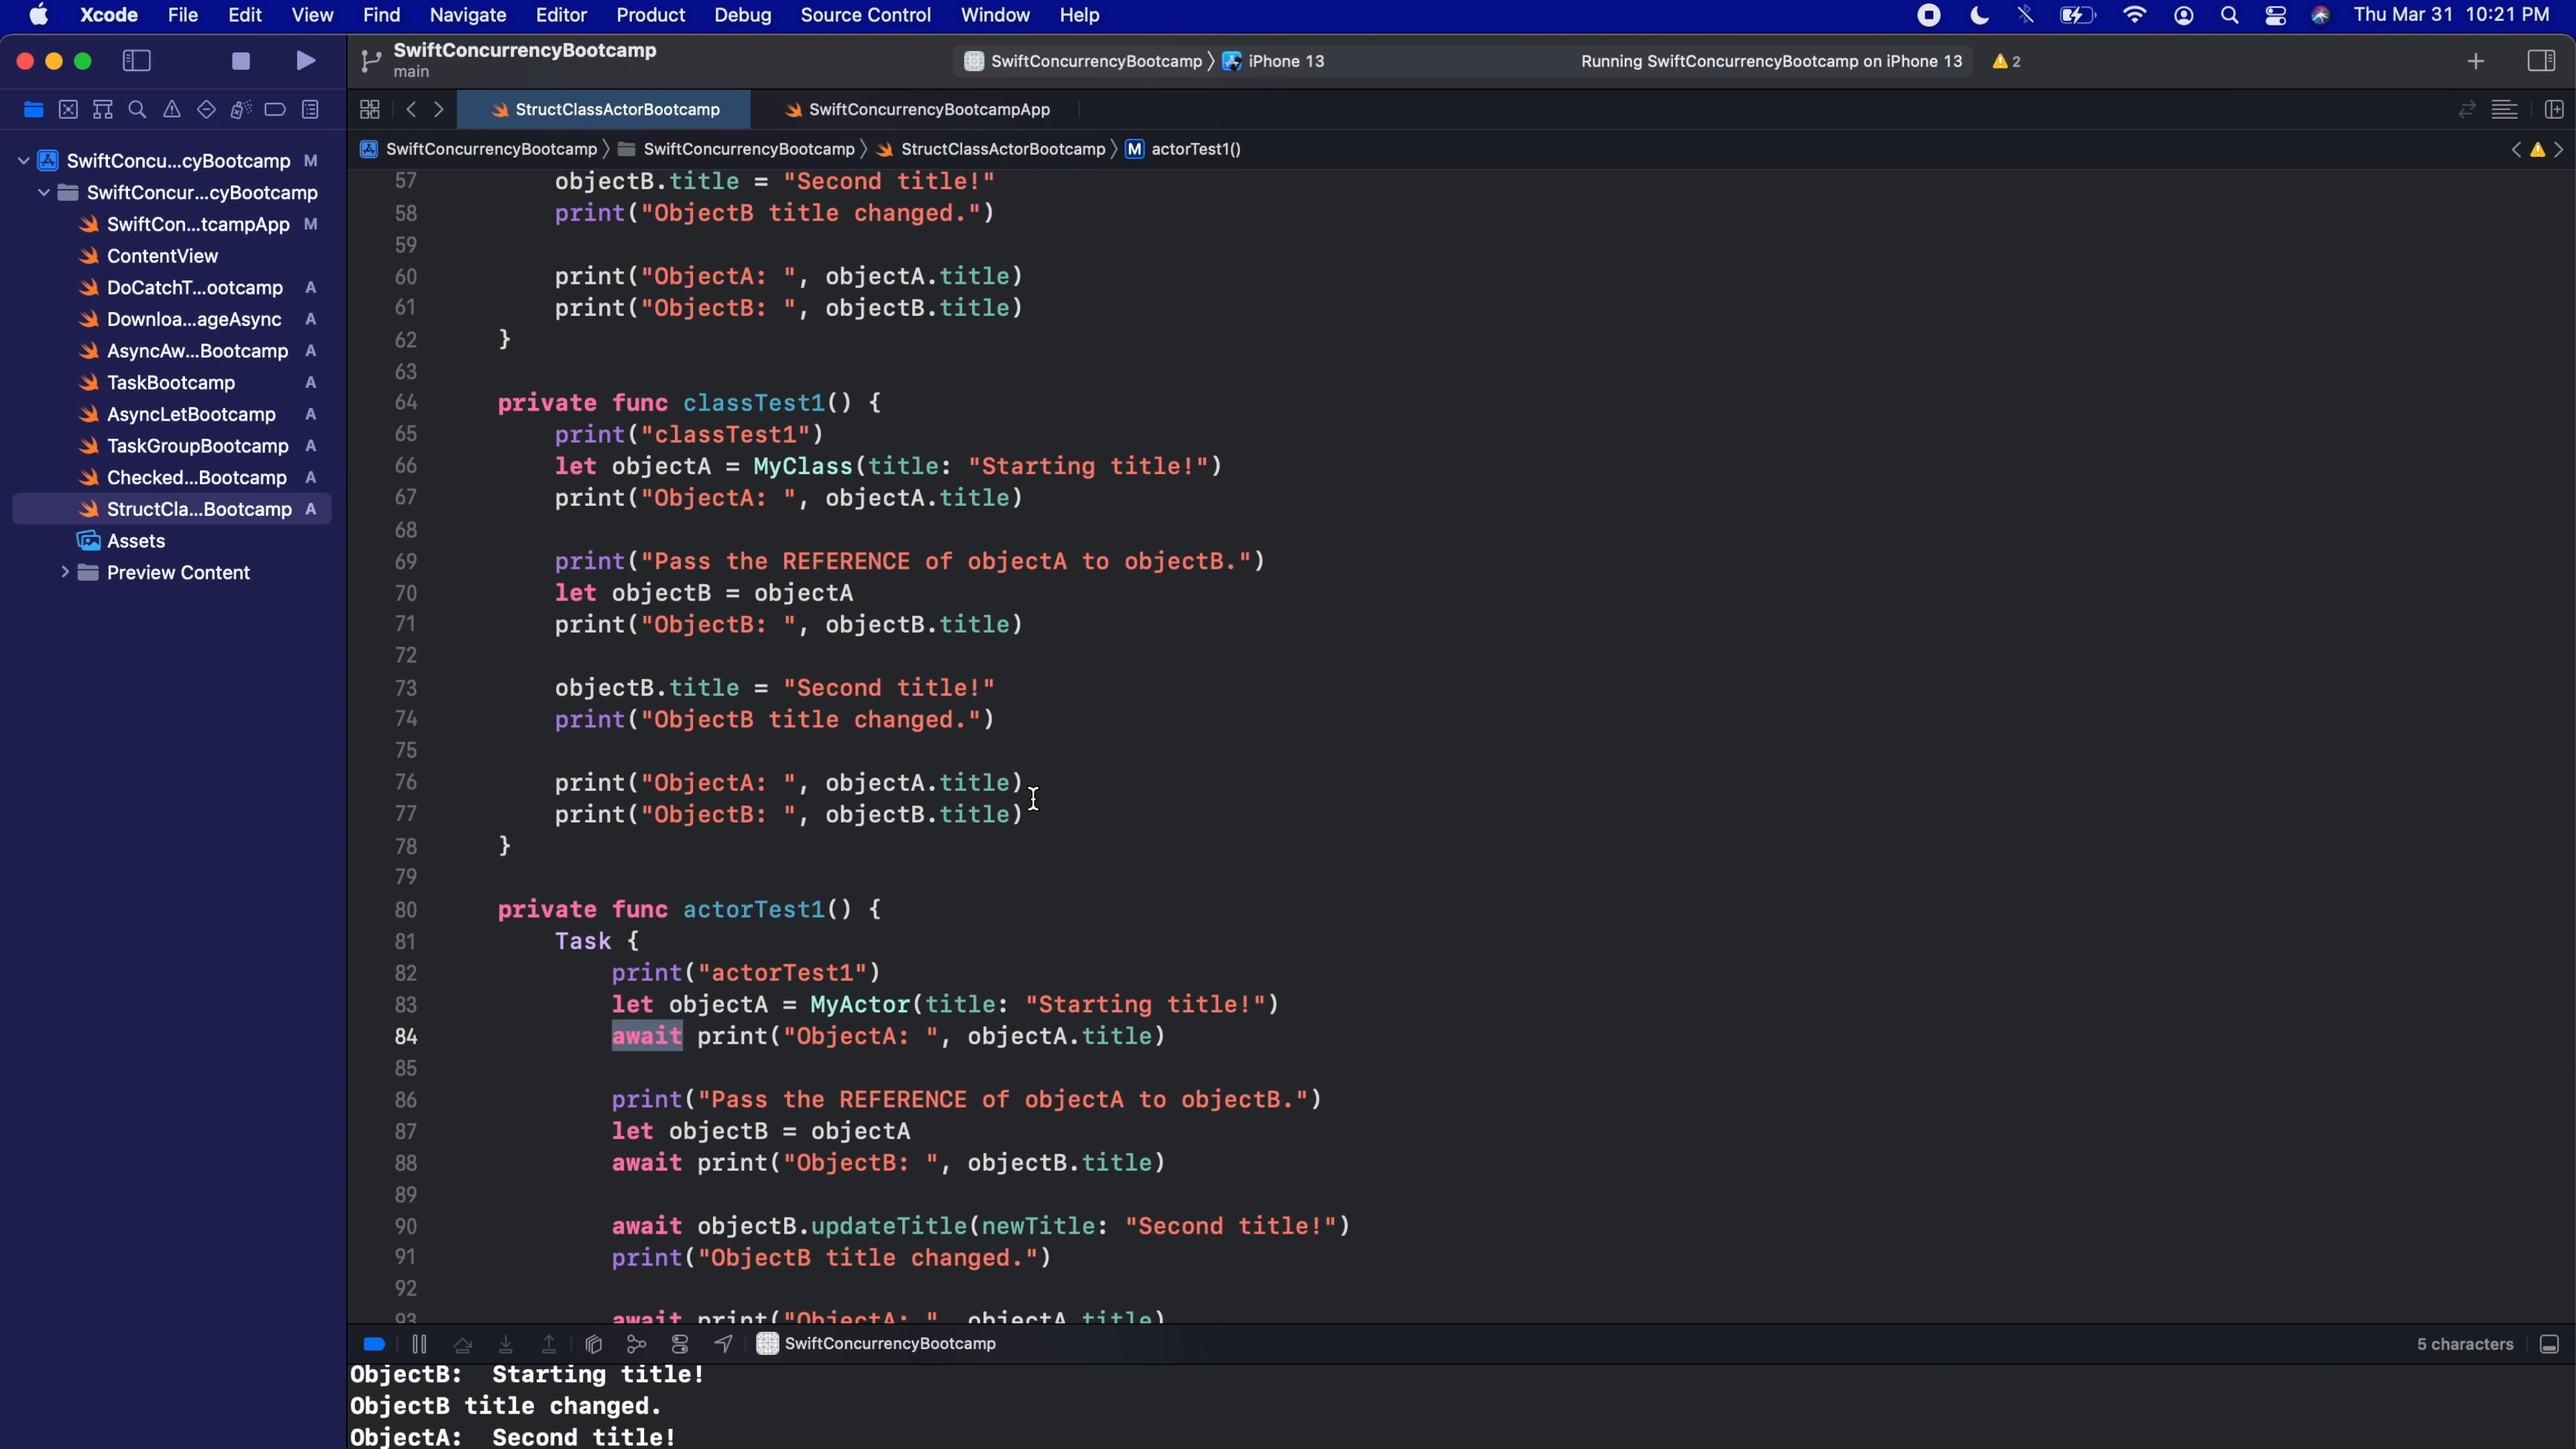 Xcode File Edit View Find Navigate Editor Product Debug Source Control Window Help Thu Mar 31 10:21 PM
SwiftConcurrencyBootcamp
main
SwiftConcurrencyBootcamp iPhone 13 Running SwiftConcurrencyBootcamp on iPhone 13 2
StructClassActorBootcamp SwiftConcurrencyBootcampApp
SwiftConcurrencyBootcamp SwiftConcurrencyBootcamp StructClassActorBootcamp M actorTest1()
SwiftConcu...cyBootcamp M
SwiftConcur...cyBootcamp
SwiftCon...tcampApp M
ContentView
DoCatchT...ootcamp A
Downloa...ageAsync A
AsyncAw...Bootcamp A
TaskBootcamp A
AsyncLetBootcamp A
TaskGroupBootcamp A
Checked...Bootcamp A
StructCla...Bootcamp A
Assets
Preview Content
57 objectB.title = "Second title!"
58 print("ObjectB title changed.")
59
60 print("ObjectA: ", objectA.title)
61 print("ObjectB: ", objectB.title)
62 }
63
64 private func classTest1() {
65 print("classTest1")
66 let objectA = MyClass(title: "Starting title!")
67 print("ObjectA: ", objectA.title)
68
69 print("Pass the REFERENCE of objectA to objectB.")
70 let objectB = objectA
71 print("ObjectB: ", objectB.title)
72
73 objectB.title = "Second title!"
74 print("ObjectB title changed.")
75
76 print("ObjectA: ", objectA.title)
77 print("ObjectB: ", objectB.title)
78 }
79
80 private func actorTest1() {
81 Task {
82 print("actorTest1")
83 let objectA = MyActor(title: "Starting title!")
84 await print("ObjectA: ", objectA.title)
85
86 print("Pass the REFERENCE of objectA to objectB.")
87 let objectB = objectA
88 await print("ObjectB: ", objectB.title)
89
90 await objectB.updateTitle(newTitle: "Second title!")
91 print("ObjectB title changed.")
92
93 await print("ObjectA: ", objectA.title)
SwiftConcurrencyBootcamp 5 characters
ObjectB: Starting title!
ObjectB title changed.
ObjectA: Second title!